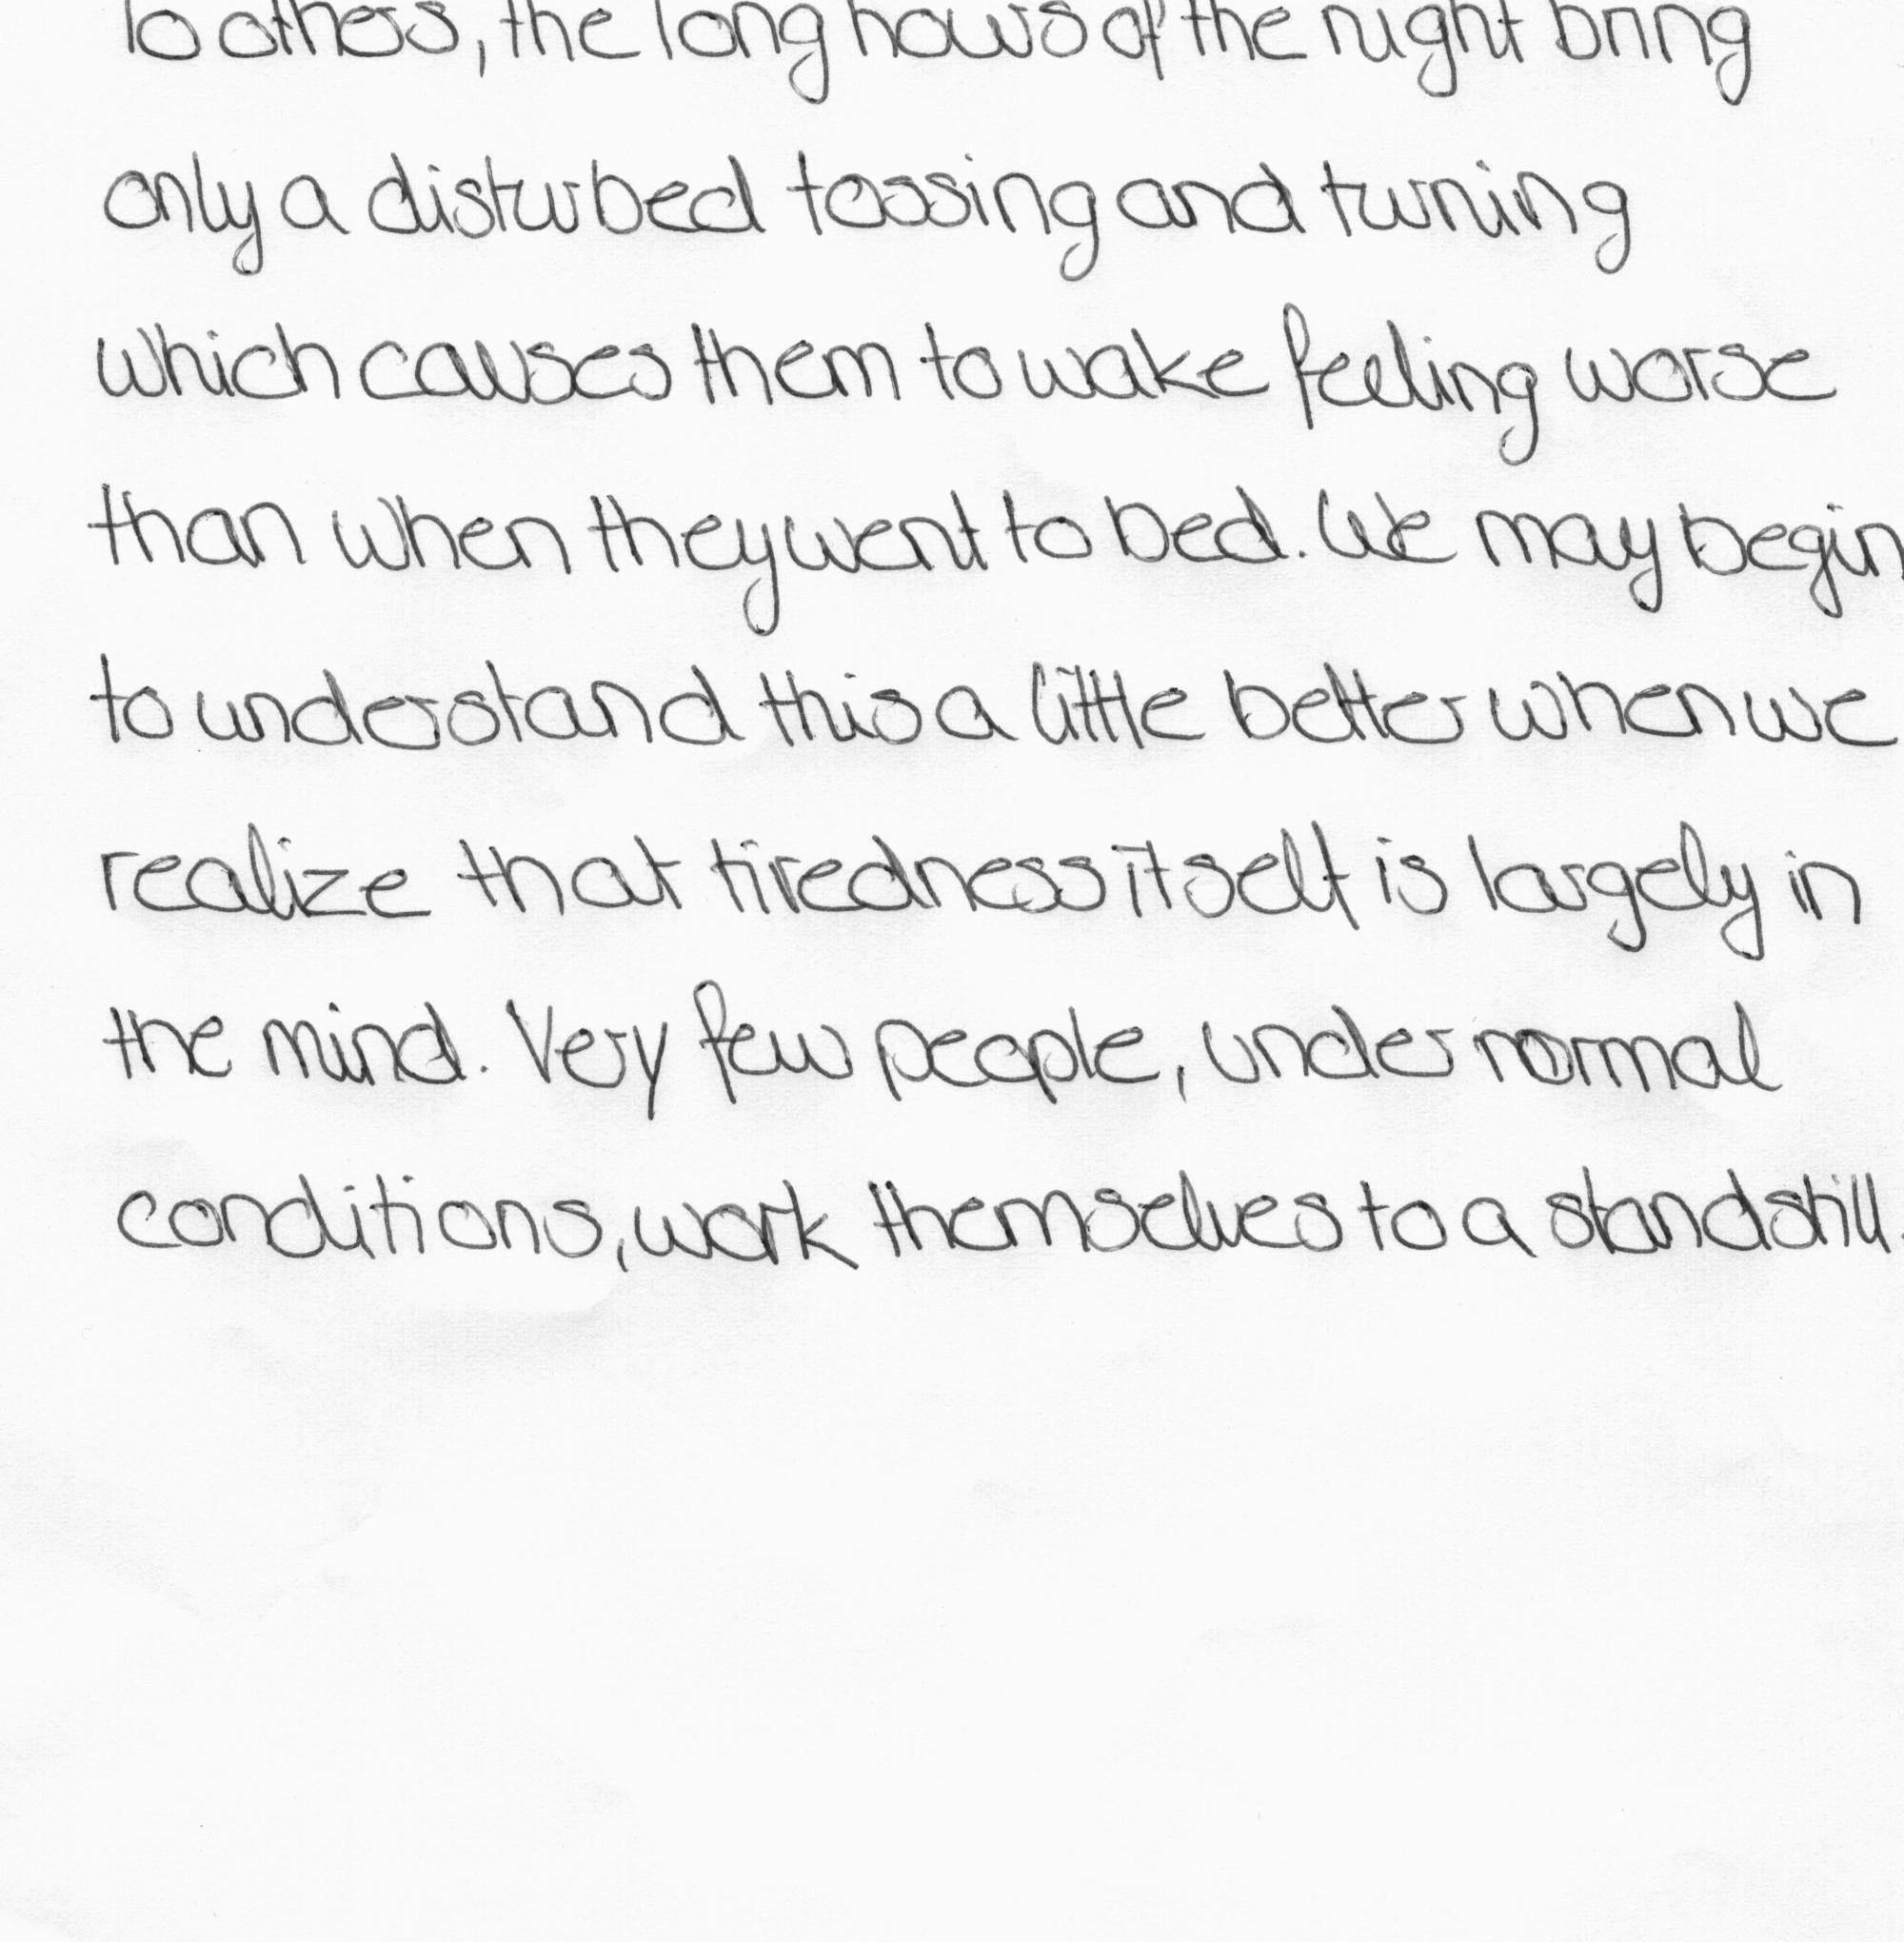 To others, the long hours of the night bring
only a disturbed tossing and turning
which causes them to wake feeling worse
than when they went to bed. We may begin
to understand this a little better when we
realize that tiredness itself is largely in
the mind. Very few people, under normal
conditions, work themselves to a standstill.